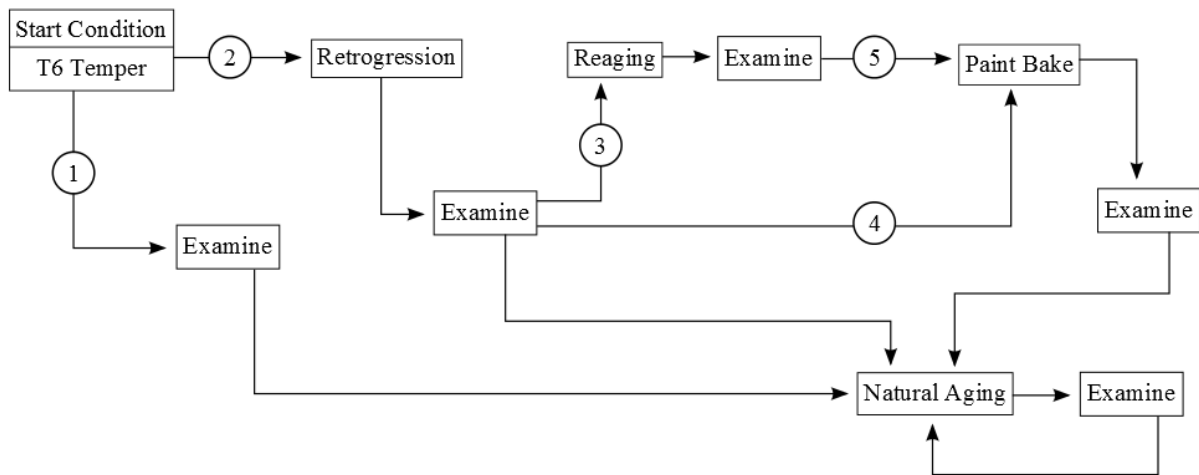 Start Condition
T6 Temper
2
Retrogression
Reaging
Examine
5
Paint Bake
1
3
Examine
4
Examine
Examine
Natural Aging
Examine